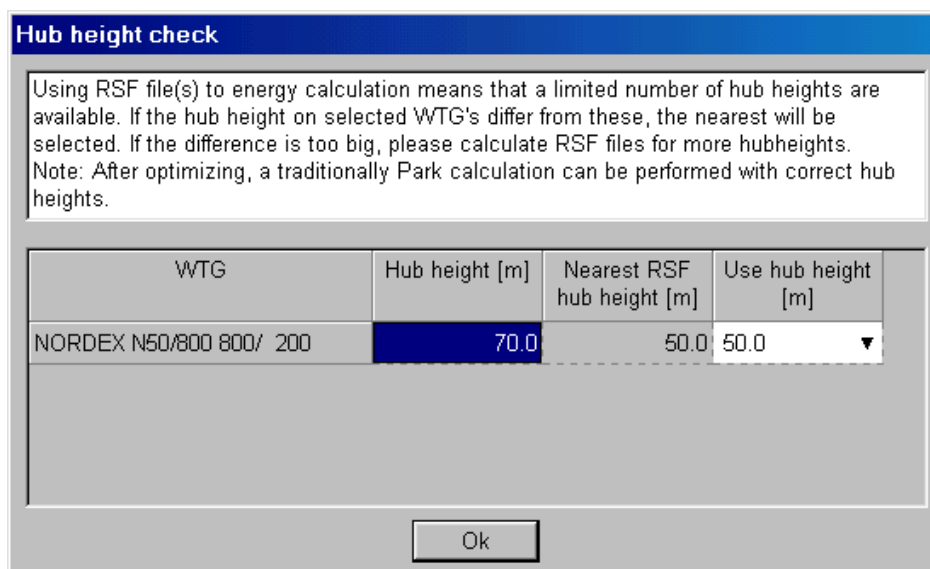 Hub height check
Using RSF file(s) to energy calculation means that a limited number of hub heights are
available. If the hub height on selected WTG's differ from these, the nearest will be
selected. If the difference is too big, please calculate RSF files for more hubheights.
Note: After optimizing, a traditionally Park calculation can be performed with correct hub
heights.
WTG Hub height [m] Nearest RSF hub height [m] Use hub height [m]
NORDEX N50/800 800/ 200 70.0 50.0 50.0
Ok